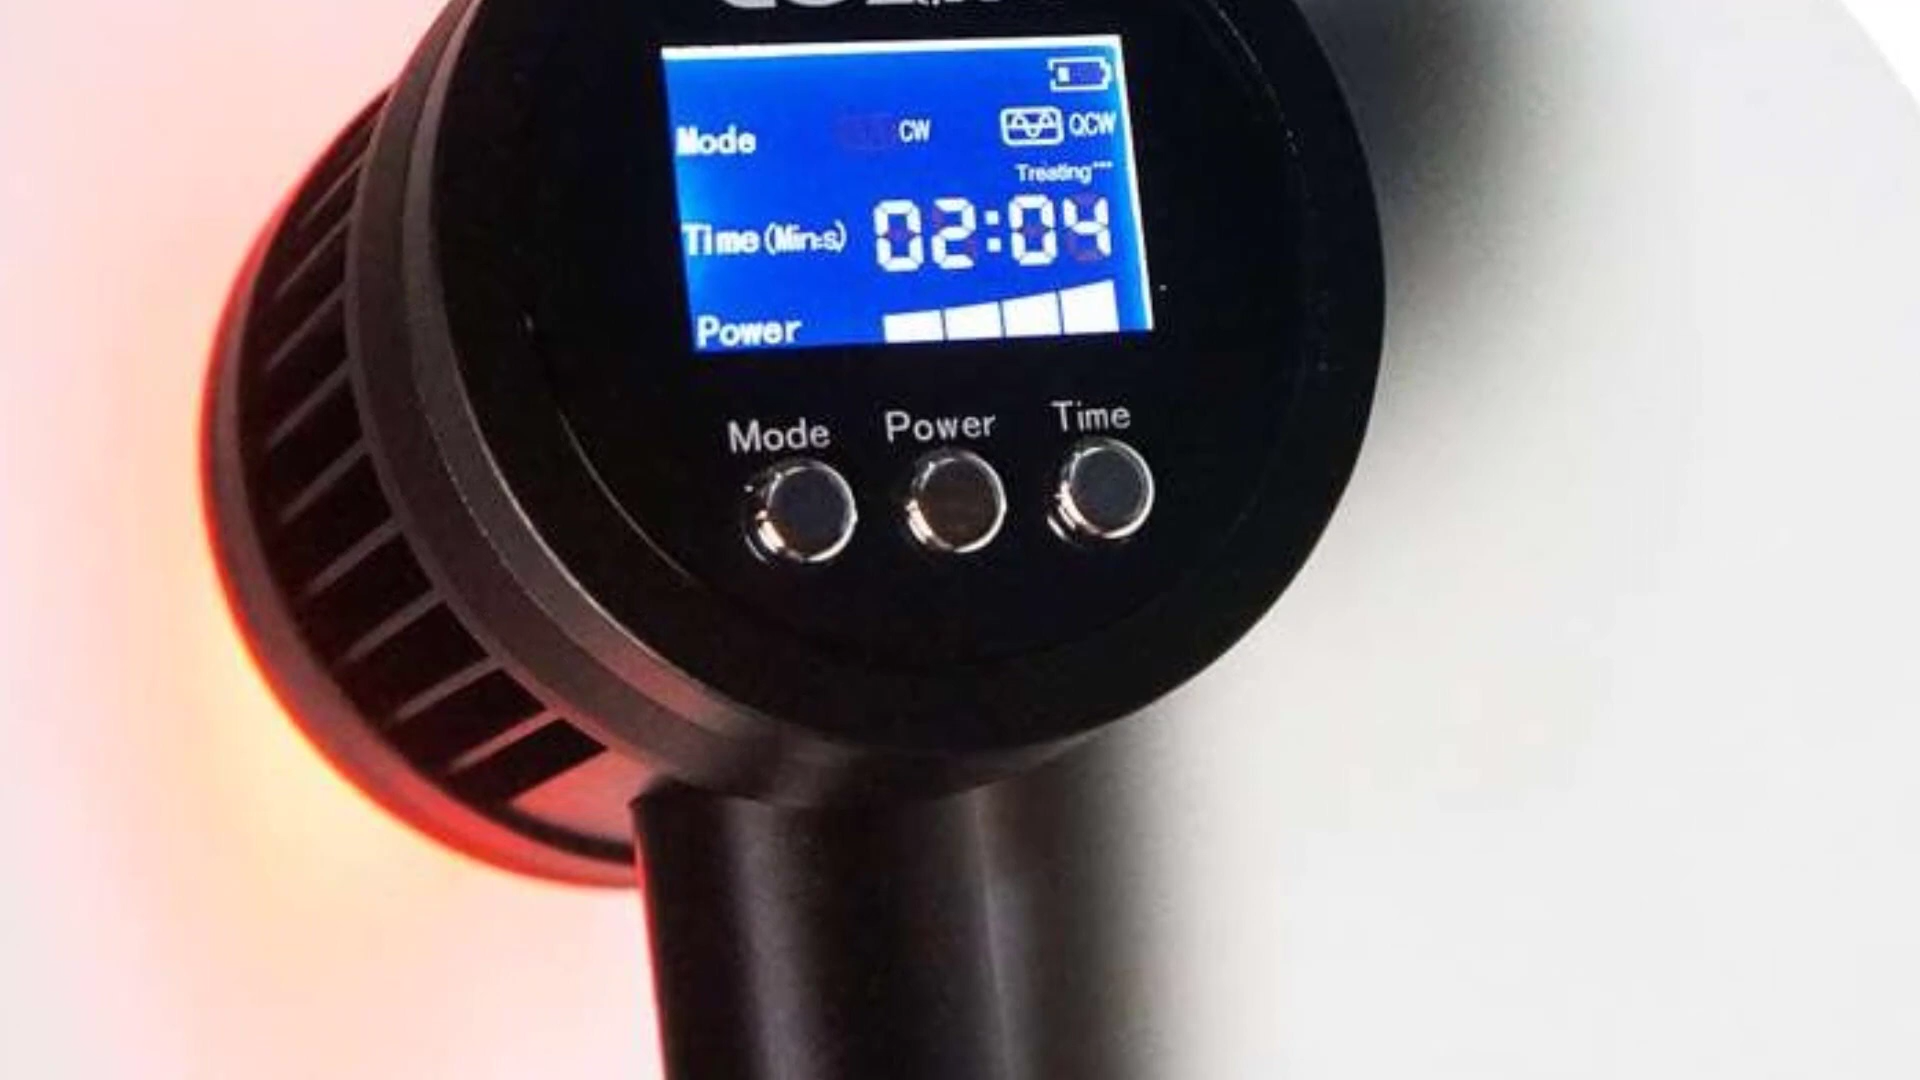 Mode CW QCW
Treating...
Time (Min:s) 02:04
Power
Mode Power Time